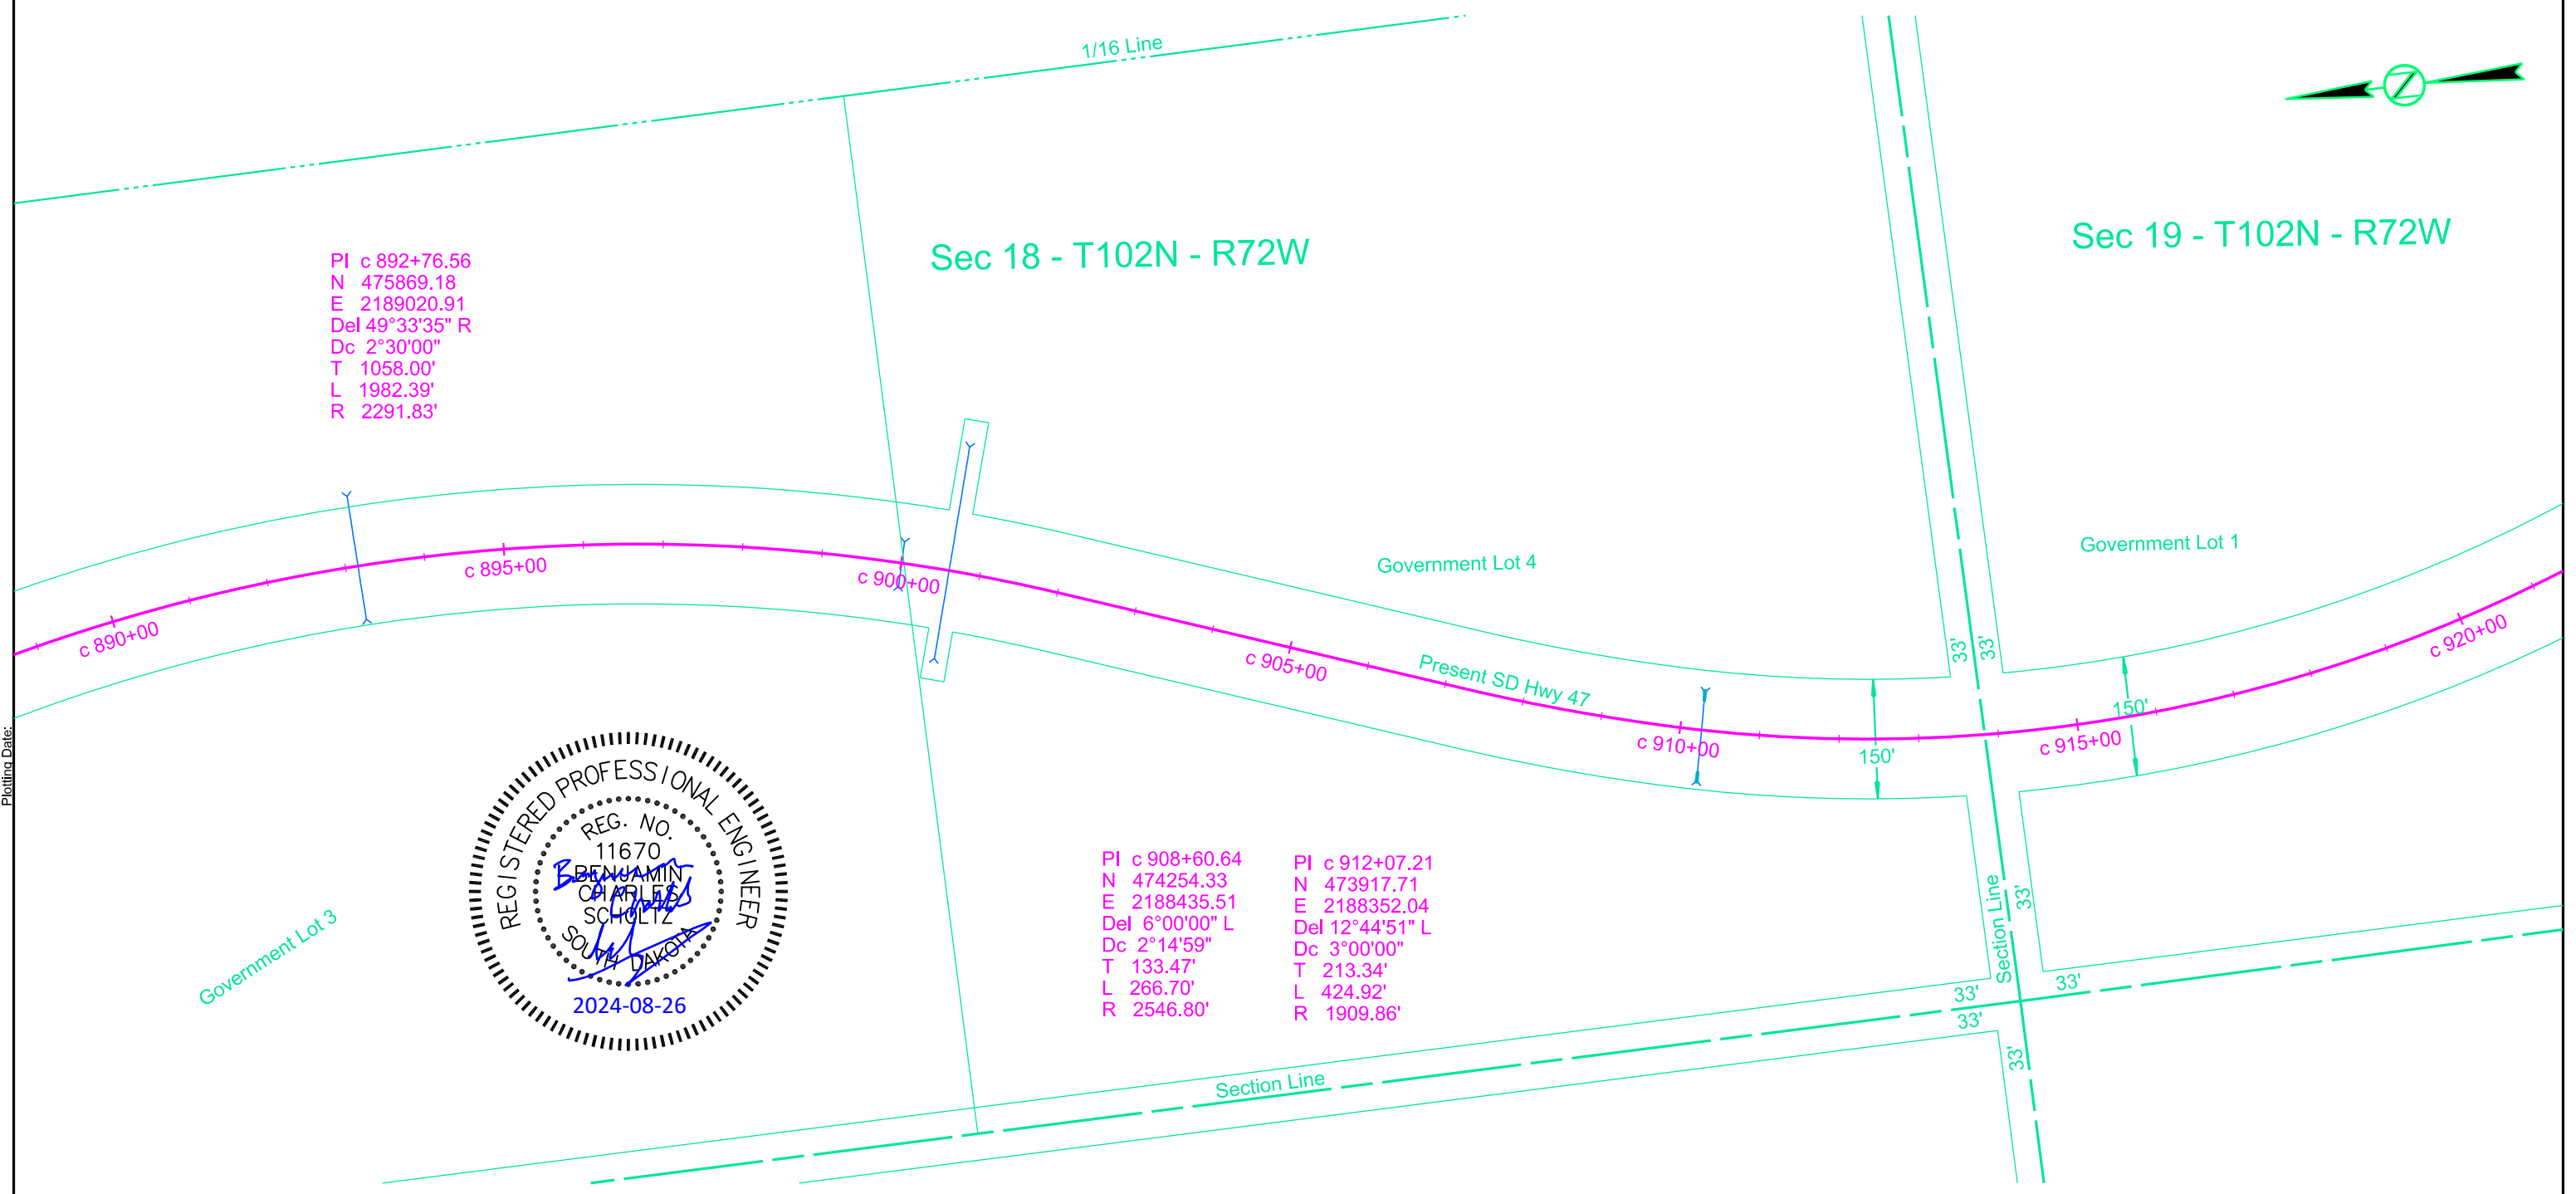 1/16 Line
Sec 18 - T102N - R72W
Sec 19 - T102N - R72W
PI c 892+76.56
N 475869.18
E 2189020.91
Del 49°33'35" R
Dc 2°30'00"
T 1058.00'
L 1982.39'
R 2291.83'
Government Lot 4
Government Lot 1
c 890+00
c 895+00
c 900+00
c 905+00
Present SD Hwy 47
c 910+00
c 915+00
c 920+00
33'
33'
150'
150'
Plotting Date:
REGISTERED PROFESSIONAL ENGINEER
REG. NO.
11670
BENJAMIN
CHARLES
SCHOLTZ
SOUTH DAKOTA
2024-08-26
Government Lot 3
PI c 908+60.64
N 474254.33
E 2188435.51
Del 6°00'00" L
Dc 2°14'59"
T 133.47'
L 266.70'
R 2546.80'
PI c 912+07.21
N 473917.71
E 2188352.04
Del 12°44'51" L
Dc 3°00'00"
T 213.34'
L 424.92'
R 1909.86'
Section Line
33'
33'
33'
33'
33'
Section Line